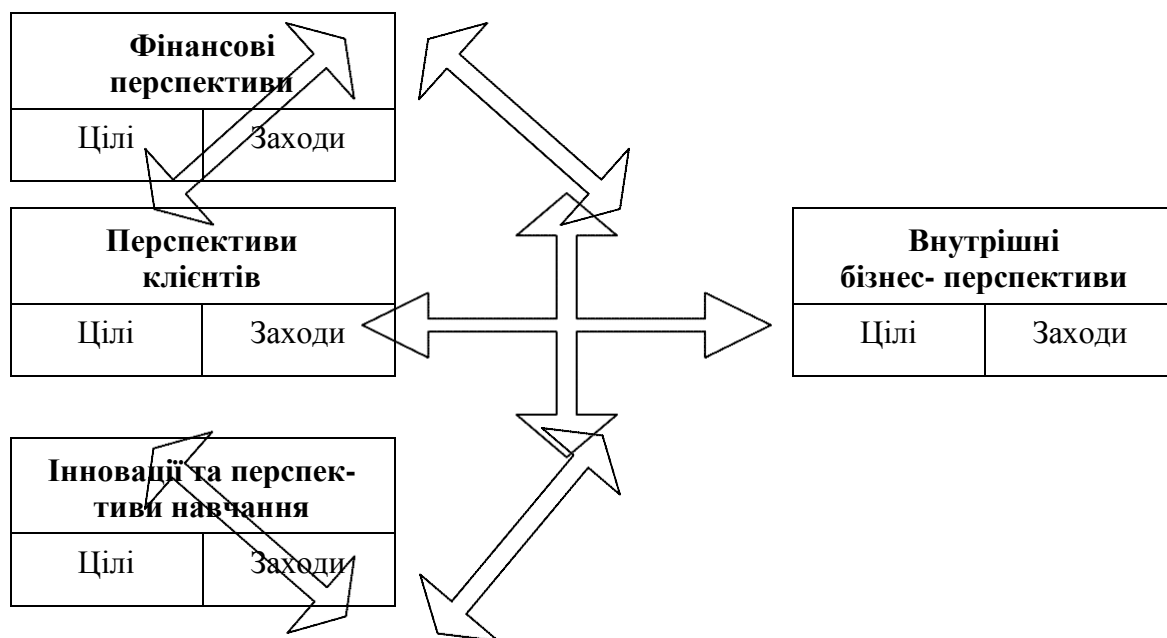 Фінансові
перспективи
Цілі Заходи
Перспективи
клієнтів
Цілі Заходи
Внутрішні
бізнес- перспективи
Цілі Заходи
Інновації та перспек-
тиви навчання
Цілі Заходи